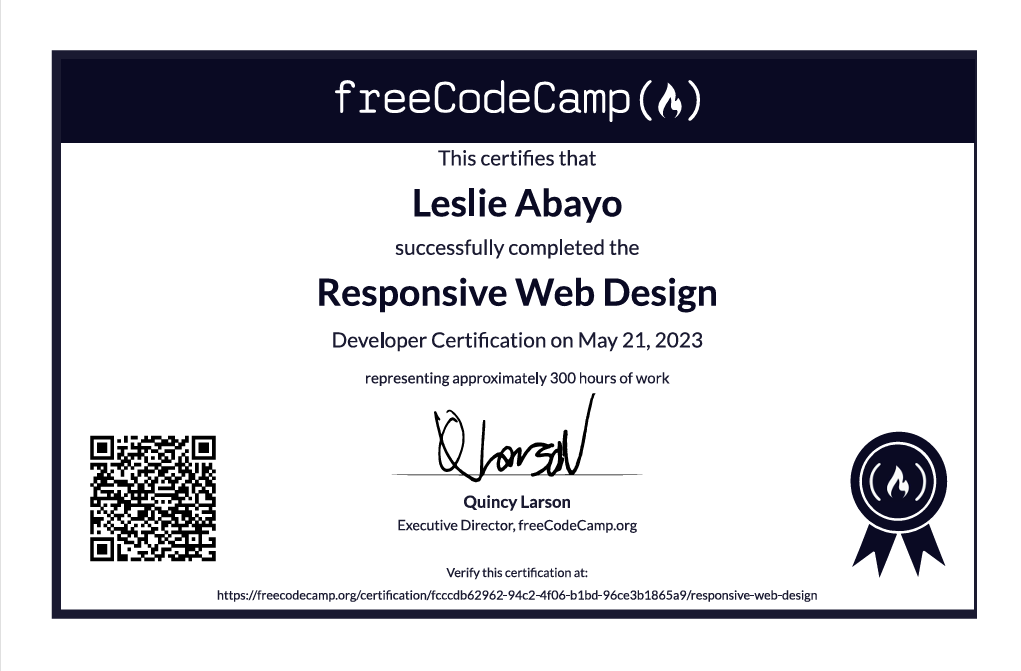 freeCodeCamp
This certifies that
Leslie Abayo
successfully completed the
Responsive Web Design
Developer Certification on May 21, 2023
representing approximately 300 hours of work
Q Larson
Quincy Larson
Executive Director, freeCodeCamp.org
Verify this certification at:
https://freecodecamp.org/certification/fcccdb62962-94c2-4f06-b1bd-96ce3b1865a9/responsive-web-design